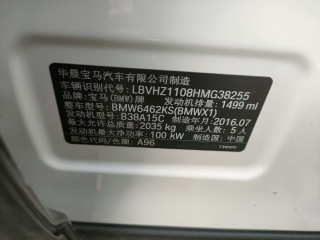 华晨宝马汽车有限公司制造
车辆识别代号: LBVHZ1108HMG38255
品牌: 宝马(BMW)牌 发动机排量: 1499 ml
整车型号: BMW6462KS(BMWX1)
发动机型号: B38A15C 制造年月: 2016.07
最大允许总质量: 2035 kg 乘坐人数: 5人
发动机最大净功率: 100 kW 制造国: 中国
颜色代码/色圈: A96